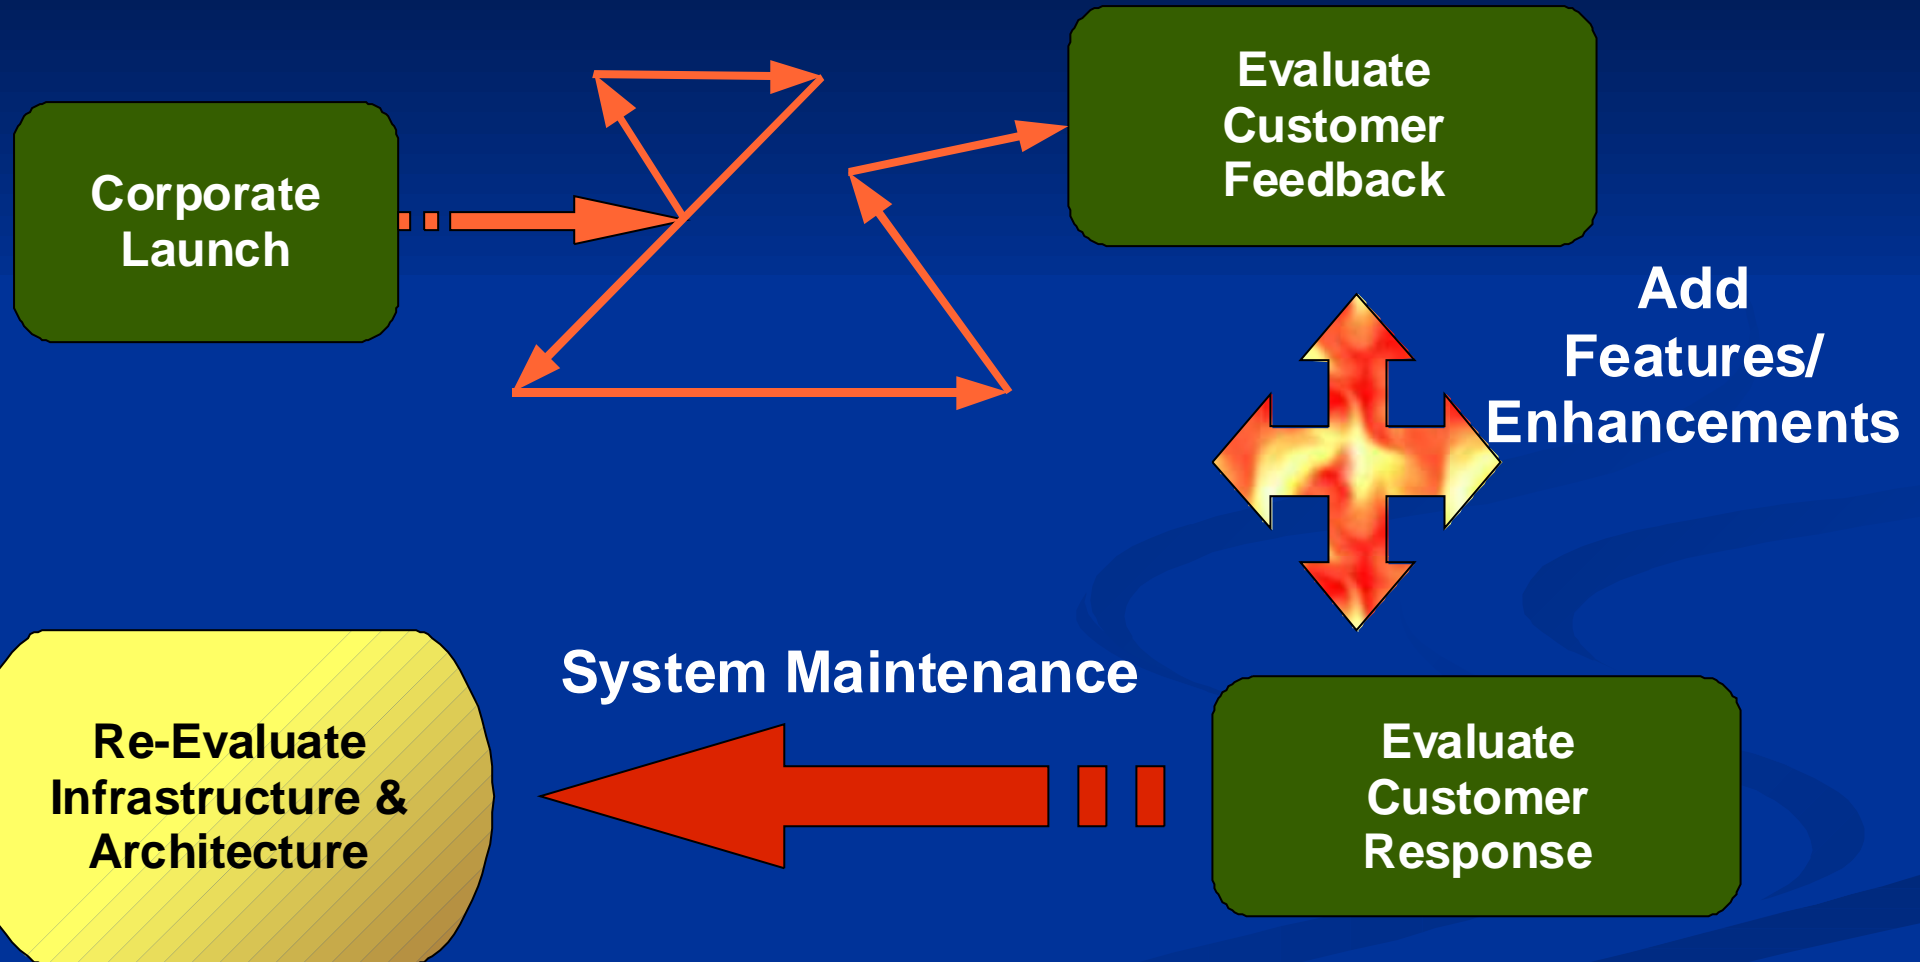 Corporate
Launch
Evaluate
Customer
Feedback
Add
Features/
Enhancements
System Maintenance
Re-Evaluate
Infrastructure &
Architecture
Evaluate
Customer
Response